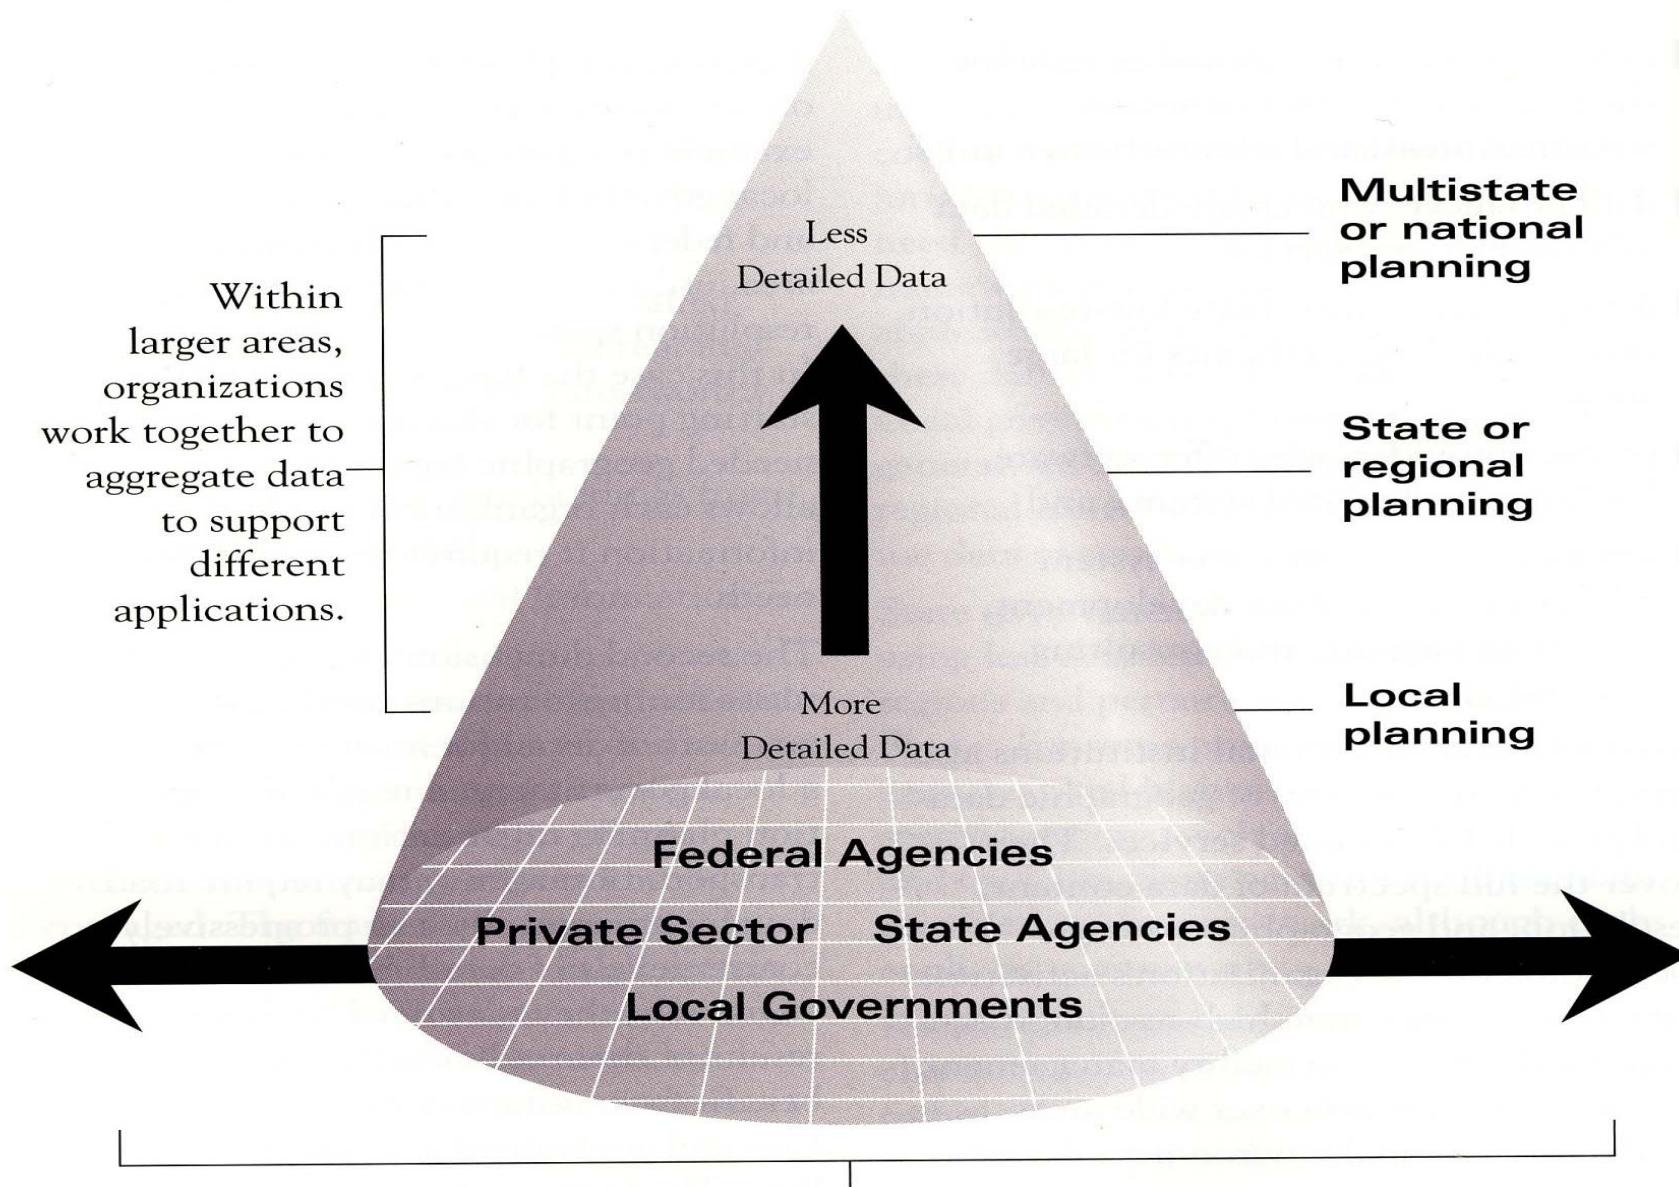 Less
Detailed Data
Multistate
or national
planning
Within
larger areas,
organizations
work together to
aggregate data
to support
different
applications.
State or
regional
planning
More
Detailed Data
Local
planning
Federal Agencies
Private Sector State Agencies
Local Governments